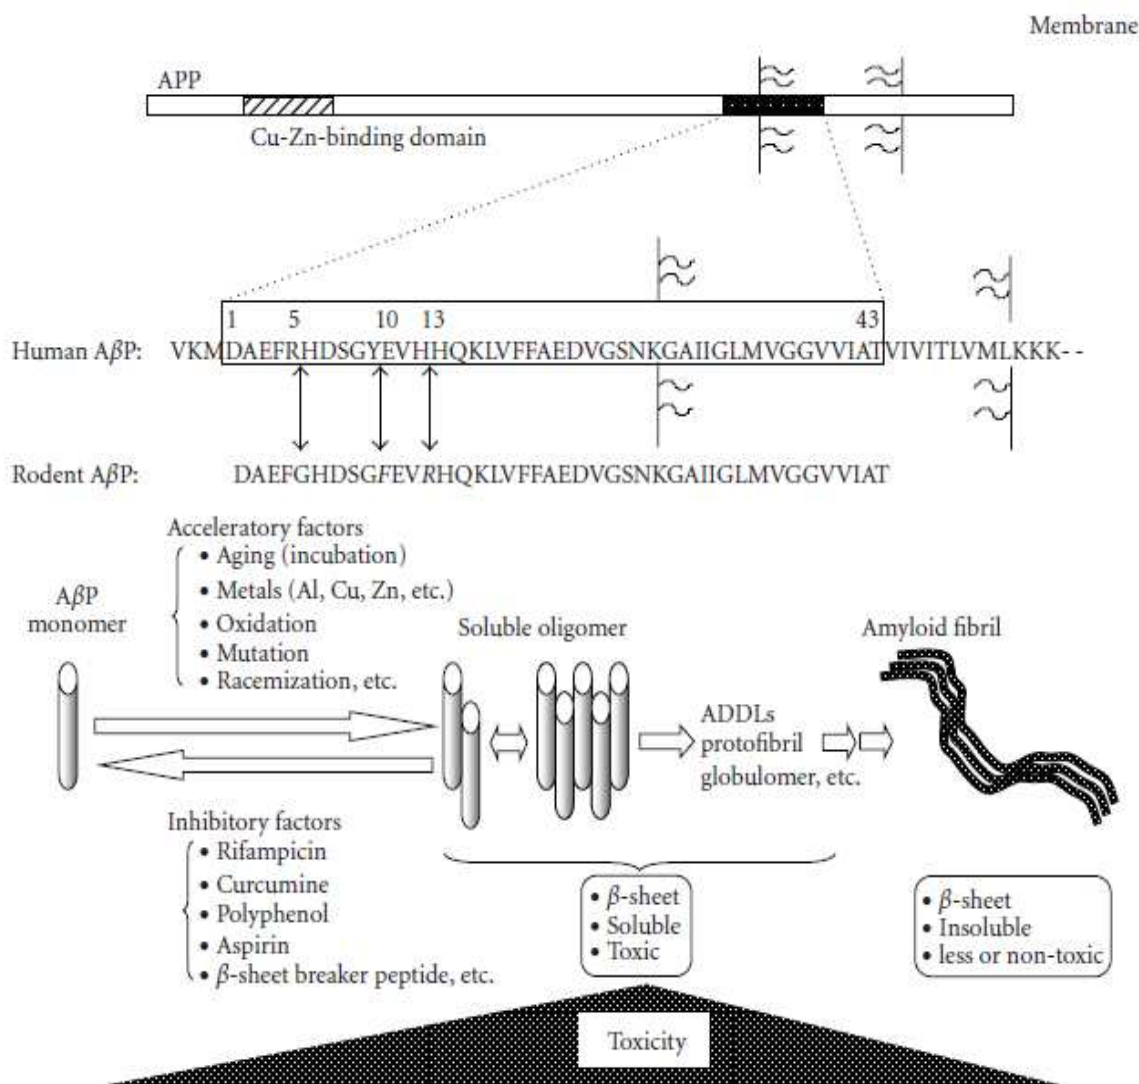 Membrane
APP
Cu-Zn-binding domain
1 5 10 13 43
Human AβP: VKMDAEFRHDSGYEVHHQKLVFFAEDVGSNKGAIIGLMVGGVVIATVIVITLVMLKKK- -
Rodent AβP: DAEFGHDSGFEVRHQKLVFFAEDVGSNKGAIIGLMVGGVVIAT
Acceleratory factors
• Aging (incubation)
• Metals (Al, Cu, Zn, etc.)
• Oxidation
• Mutation
• Racemization, etc.
AβP
monomer
Soluble oligomer
Amyloid fibril
ADDLs
protofibril
globulomer, etc.
Inhibitory factors
• Rifampicin
• Curcumine
• Polyphenol
• Aspirin
• β-sheet breaker peptide, etc.
• β-sheet
• Soluble
• Toxic
• β-sheet
• Insoluble
• less or non-toxic
Toxicity